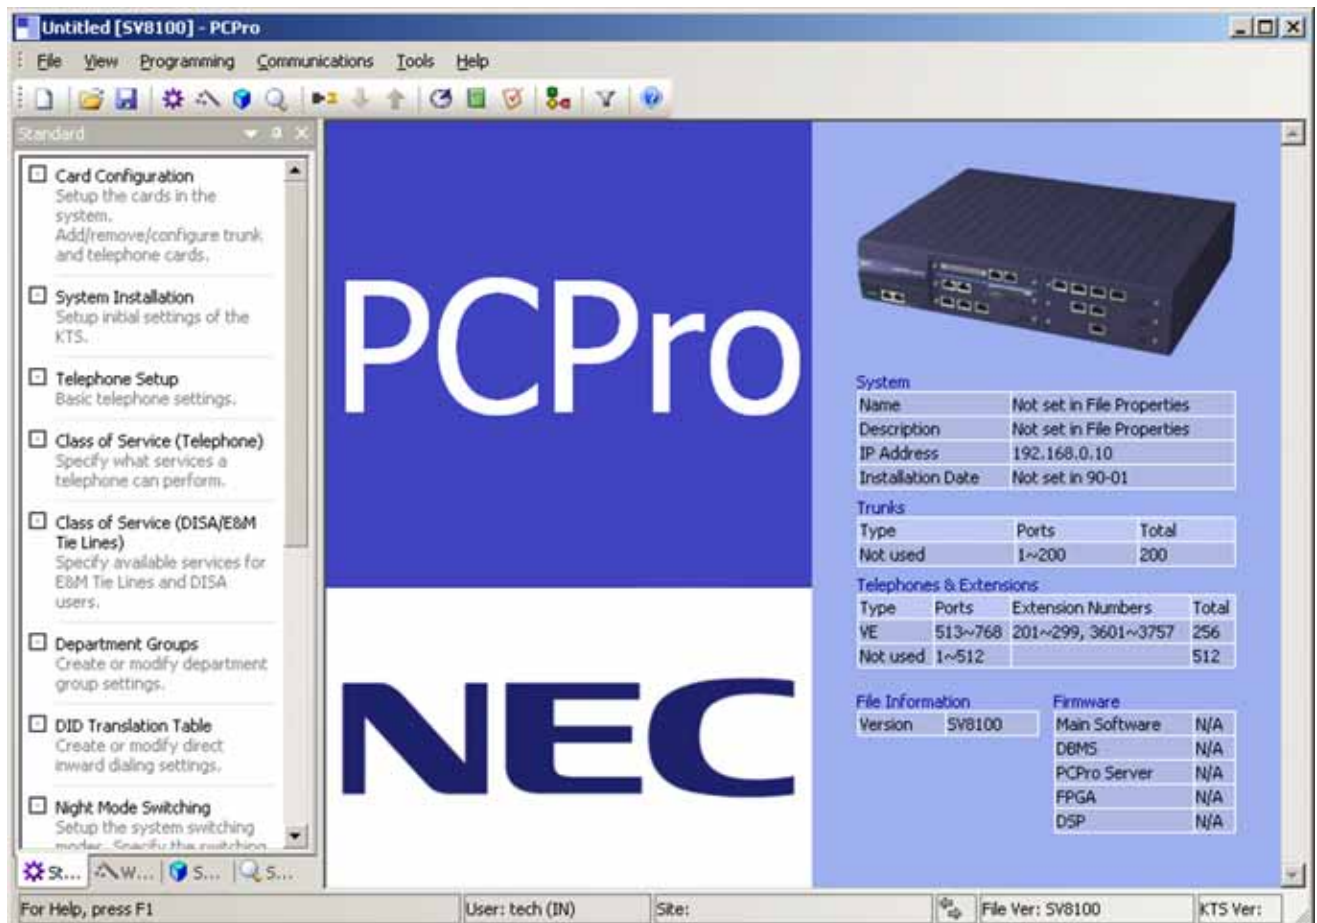 Untitled [SV8100] - PCPro
File View Programming Communications Tools Help
Standard
Card Configuration
Setup the cards in the
system.
Add/remove/configure trunk
and telephone cards.
System Installation
Setup initial settings of the
KTS.
Telephone Setup
Basic telephone settings.
Class of Service (Telephone)
Specify what services a
telephone can perform.
Class of Service (DISA/E&M
Tie Lines)
Specify available services for
E&M Tie Lines and DISA
users.
Department Groups
Create or modify department
group settings.
DID Translation Table
Create or modify direct
inward dialing settings.
Night Mode Switching
Setup the system switching
modes. Specify the switching
St... W... S... S...
PCPro
NEC
System
Name Not set in File Properties
Description Not set in File Properties
IP Address 192.168.0.10
Installation Date Not set in 90-01
Trunks
Type Ports Total
Not used 1~200 200
Telephones & Extensions
Type Ports Extension Numbers Total
VE 513~768 201~299, 3601~3757 256
Not used 1~512 512
File Information
Version SV8100
Firmware
Main Software N/A
DBMS N/A
PCPro Server N/A
FPGA N/A
DSP N/A
For Help, press F1 User: tech (IN) Site: File Ver: SV8100 KTS Ver: